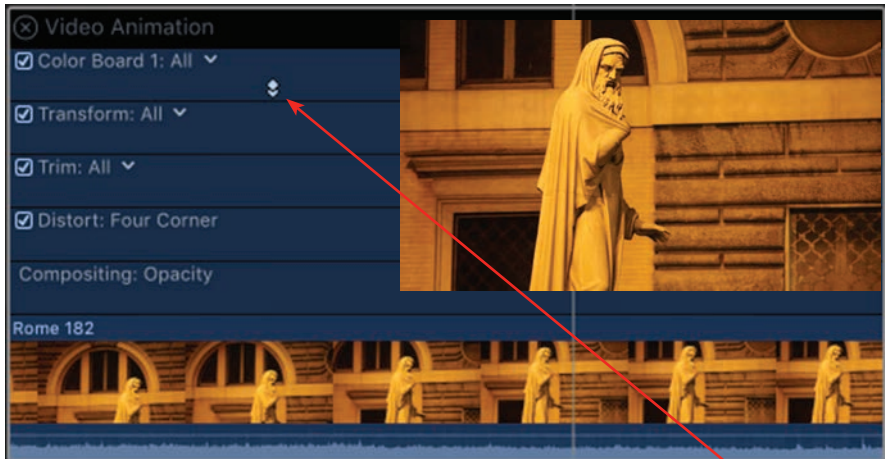 Video Animation
Color Board 1: All
Transform: All
Trim: All
Distort: Four Corner
Compositing: Opacity
Rome 182